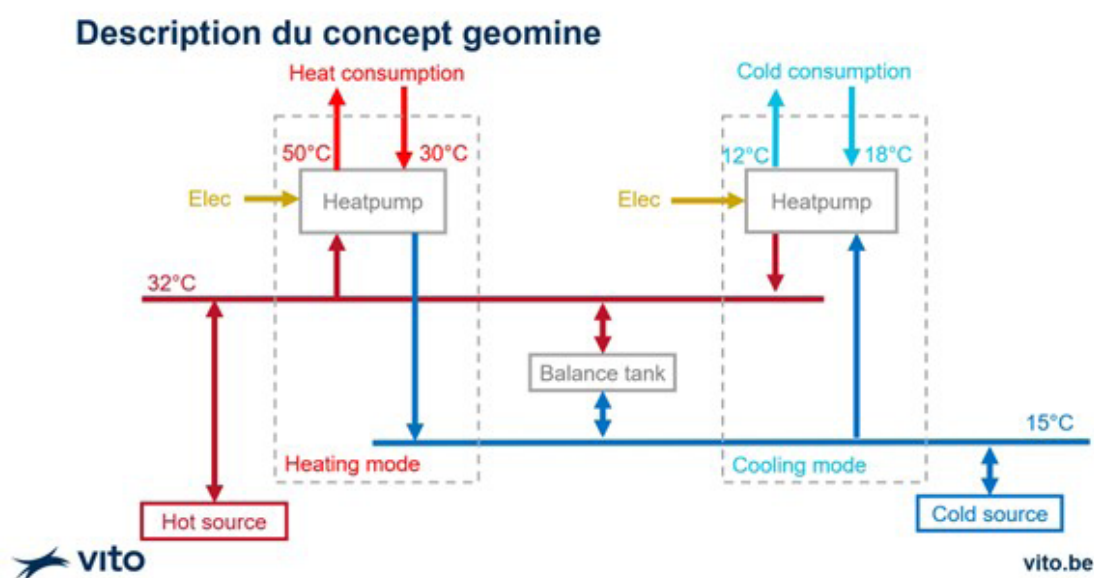 Description du concept geomine
Heat consumption
Cold consumption
50°C
30°C
12°C
18°C
Elec
Heatpump
Elec
Heatpump
32°C
Balance tank
15°C
Heating mode
Cooling mode
Hot source
Cold source
vito
vito.be